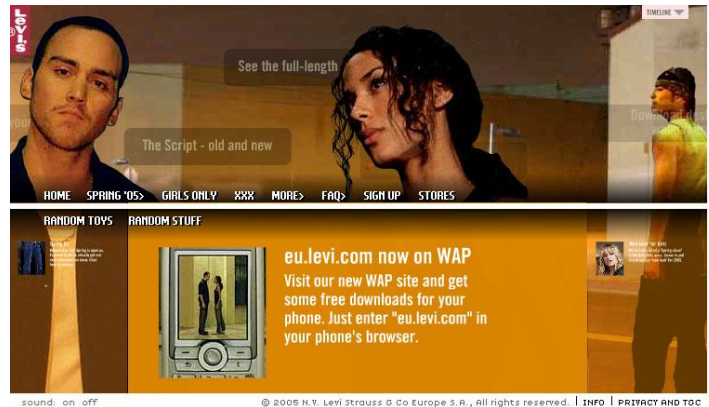 Levi's
TIMELINE
See the full-length
The Script - old and new
HOME SPRING '05> GIRLS ONLY XXX MORE> FAQ> SIGN UP STORES
RANDOM TOYS RANDOM STUFF
eu.levi.com now on WAP
Visit our new WAP site and get
some free downloads for your
phone. Just enter "eu.levi.com" in
your phone's browser.
sound: on off
© 2005 N.V. Levi Strauss & Co Europe S.A., All rights reserved. | INFO | PRIVACY AND T&C